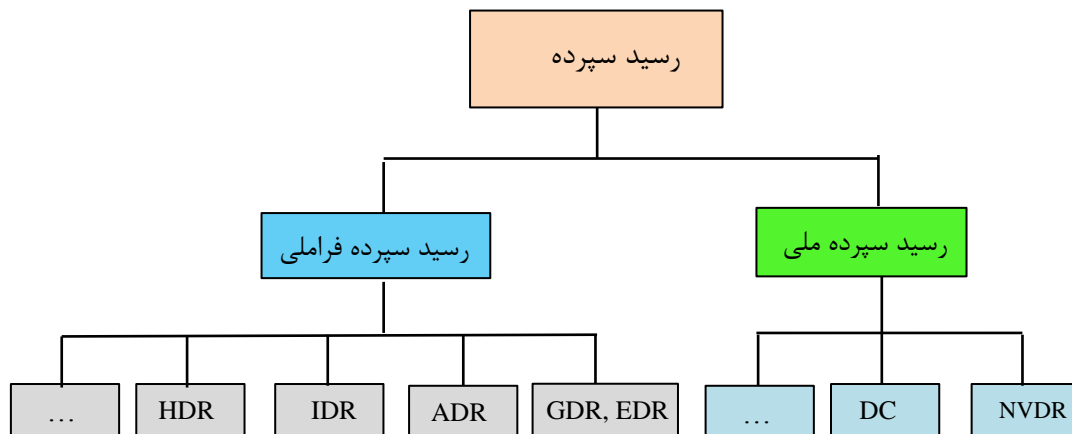 رسید سپرده
رسید سپرده ملی
رسید سپرده فراملی
NVDR
DC
...
GDR, EDR
ADR
IDR
HDR
...